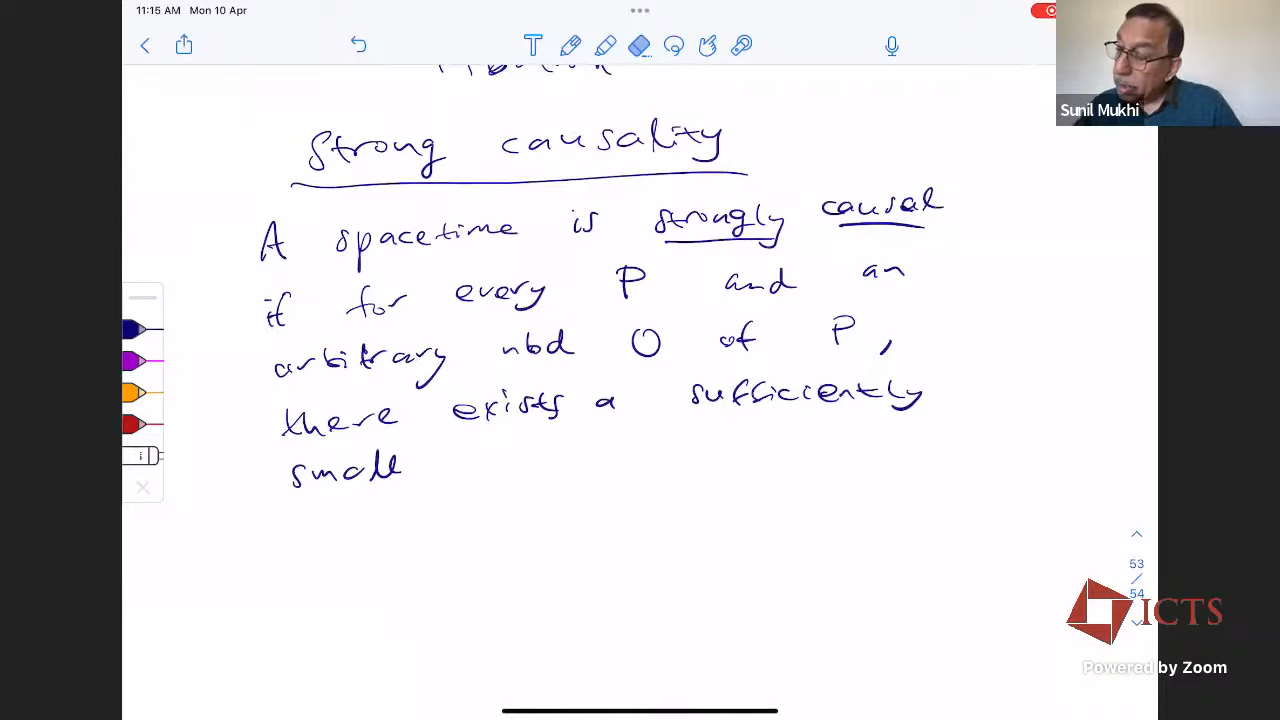 11:15 AM Mon 10 Apr
Strong causality
A spacetime is strongly causal
if for every P and an
arbitrary nbd O of P,
there exists a sufficiently
small
Sunil Mukhi
53
/
54
ICTS
Powered by Zoom